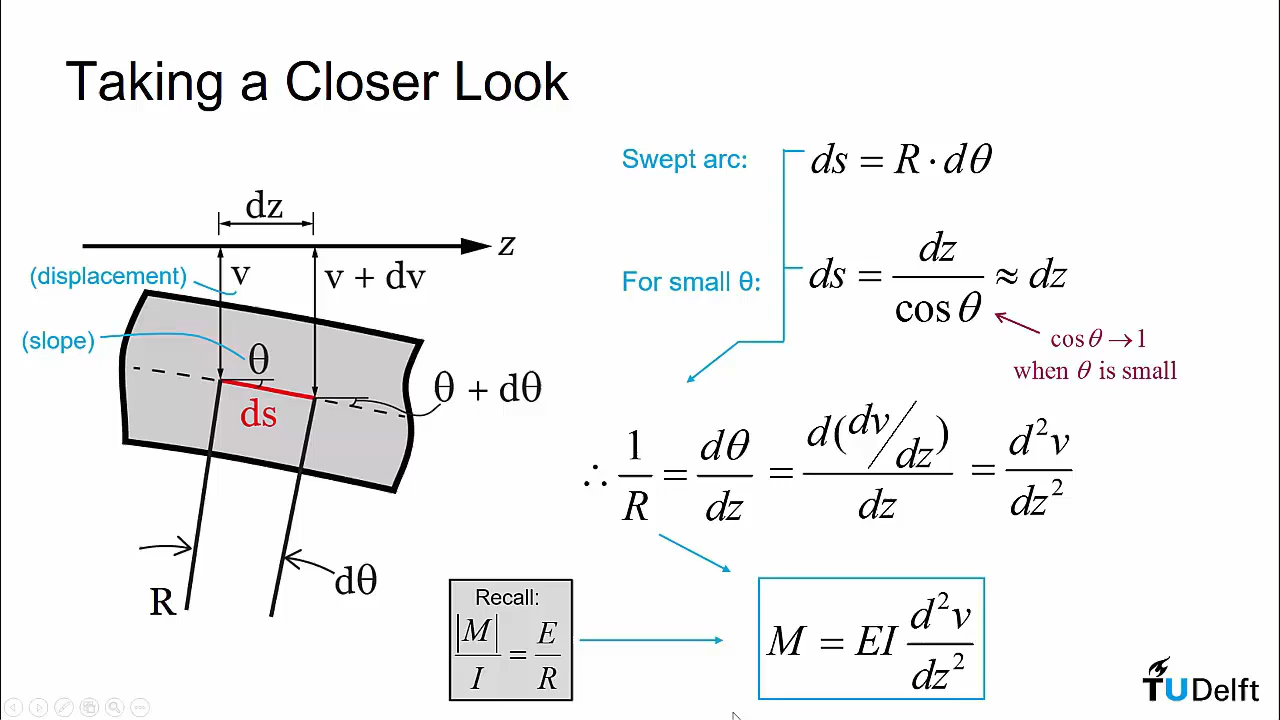 Taking a Closer Look
Swept arc:
ds = R · dθ
For small θ:
ds = dz / cos θ ≈ dz
cos θ → 1
when θ is small
dz
z
(displacement)
v
v + dv
(slope)
θ
ds
θ + dθ
R
dθ
∴ 1/R = dθ/dz = d(dv/dz)/dz = d²v/dz²
Recall:
|M|/I = E/R
M = EI d²v/dz²
TUDelft